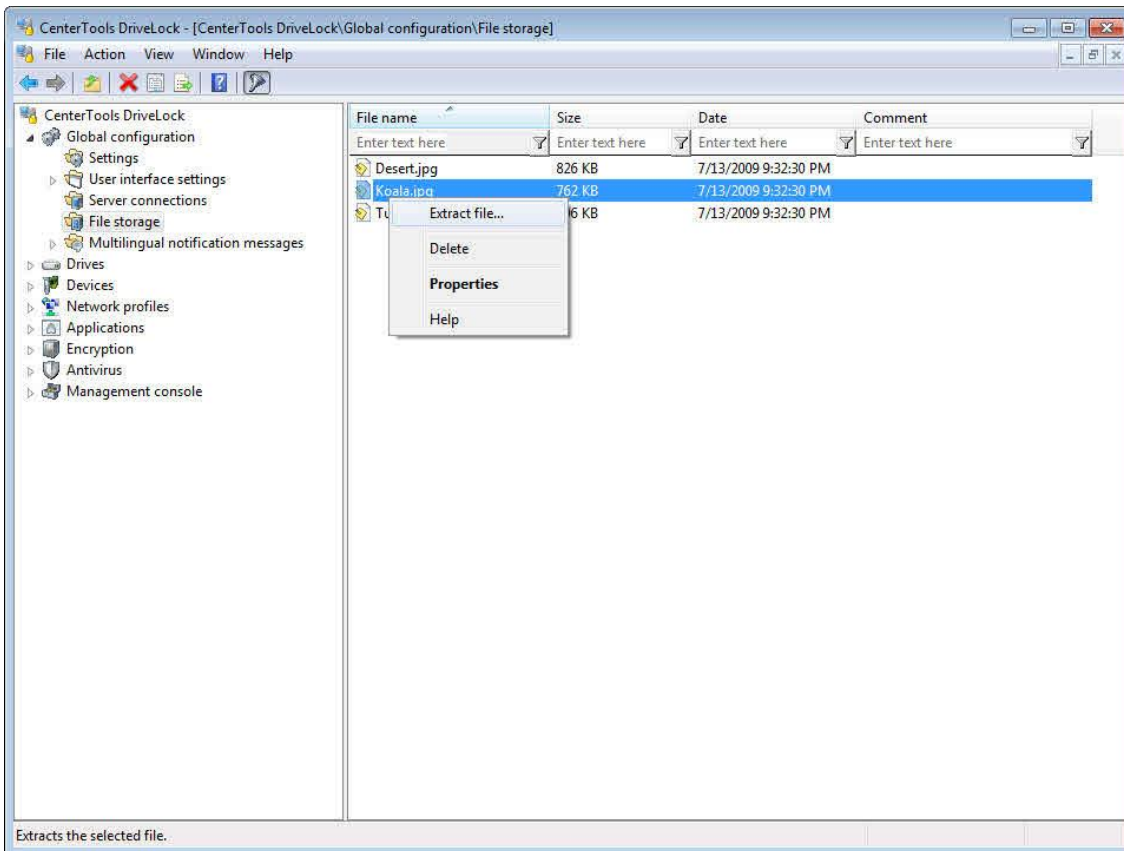 CenterTools DriveLock - [CenterTools DriveLock\Global configuration\File storage]
File Action View Window Help
CenterTools DriveLock
Global configuration
Settings
User interface settings
Server connections
File storage
Multilingual notification messages
Drives
Devices
Network profiles
Applications
Encryption
Antivirus
Management console
File name Size Date Comment
Enter text here Enter text here Enter text here Enter text here
Desert.jpg 826 KB 7/13/2009 9:32:30 PM
Koala.jpg 762 KB 7/13/2009 9:32:30 PM
KB 7/13/2009 9:32:30 PM
Extract file...
Delete
Properties
Help
Extracts the selected file.